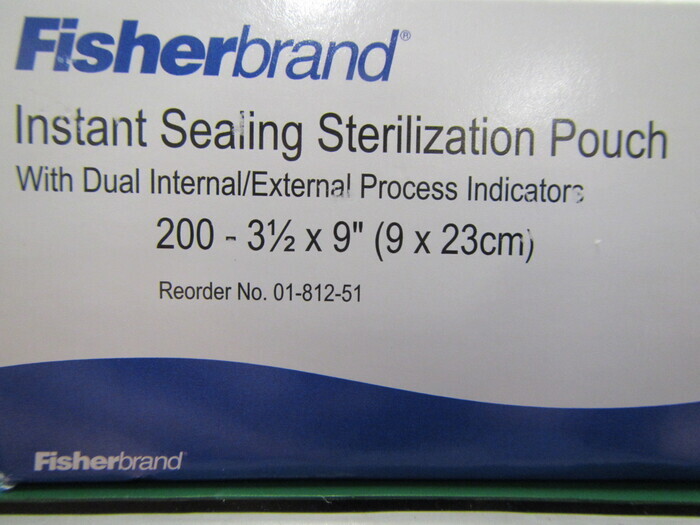 Fisherbrand®
Instant Sealing Sterilization Pouch
With Dual Internal/External Process Indicators
200 - 3½ x 9" (9 x 23cm)
Reorder No. 01-812-51
Fisherbrand